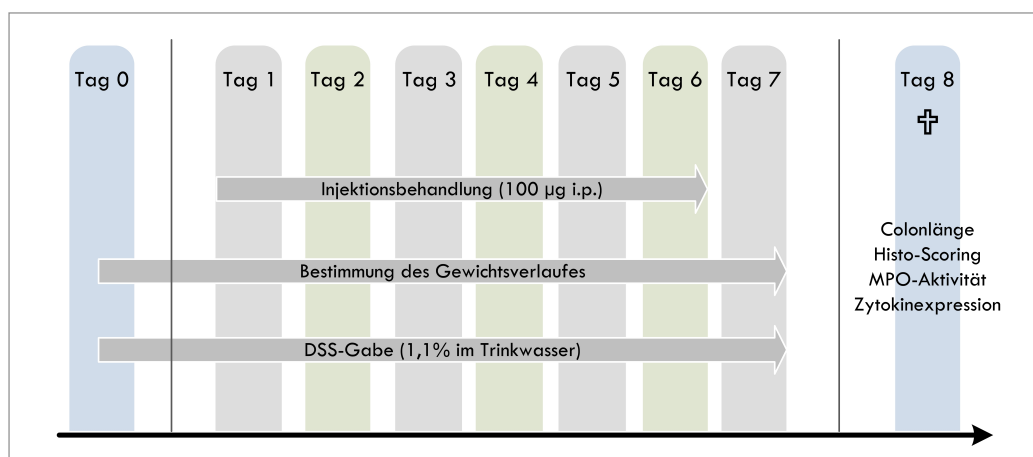 Tag 0
Tag 1
Tag 2
Tag 3
Tag 4
Tag 5
Tag 6
Tag 7
Tag 8
Injektionsbehandlung (100 µg i.p.)
Bestimmung des Gewichtsverlaufes
DSS-Gabe (1,1% im Trinkwasser)
Colonlänge
Histo-Scoring
MPO-Aktivität
Zytokinexpression